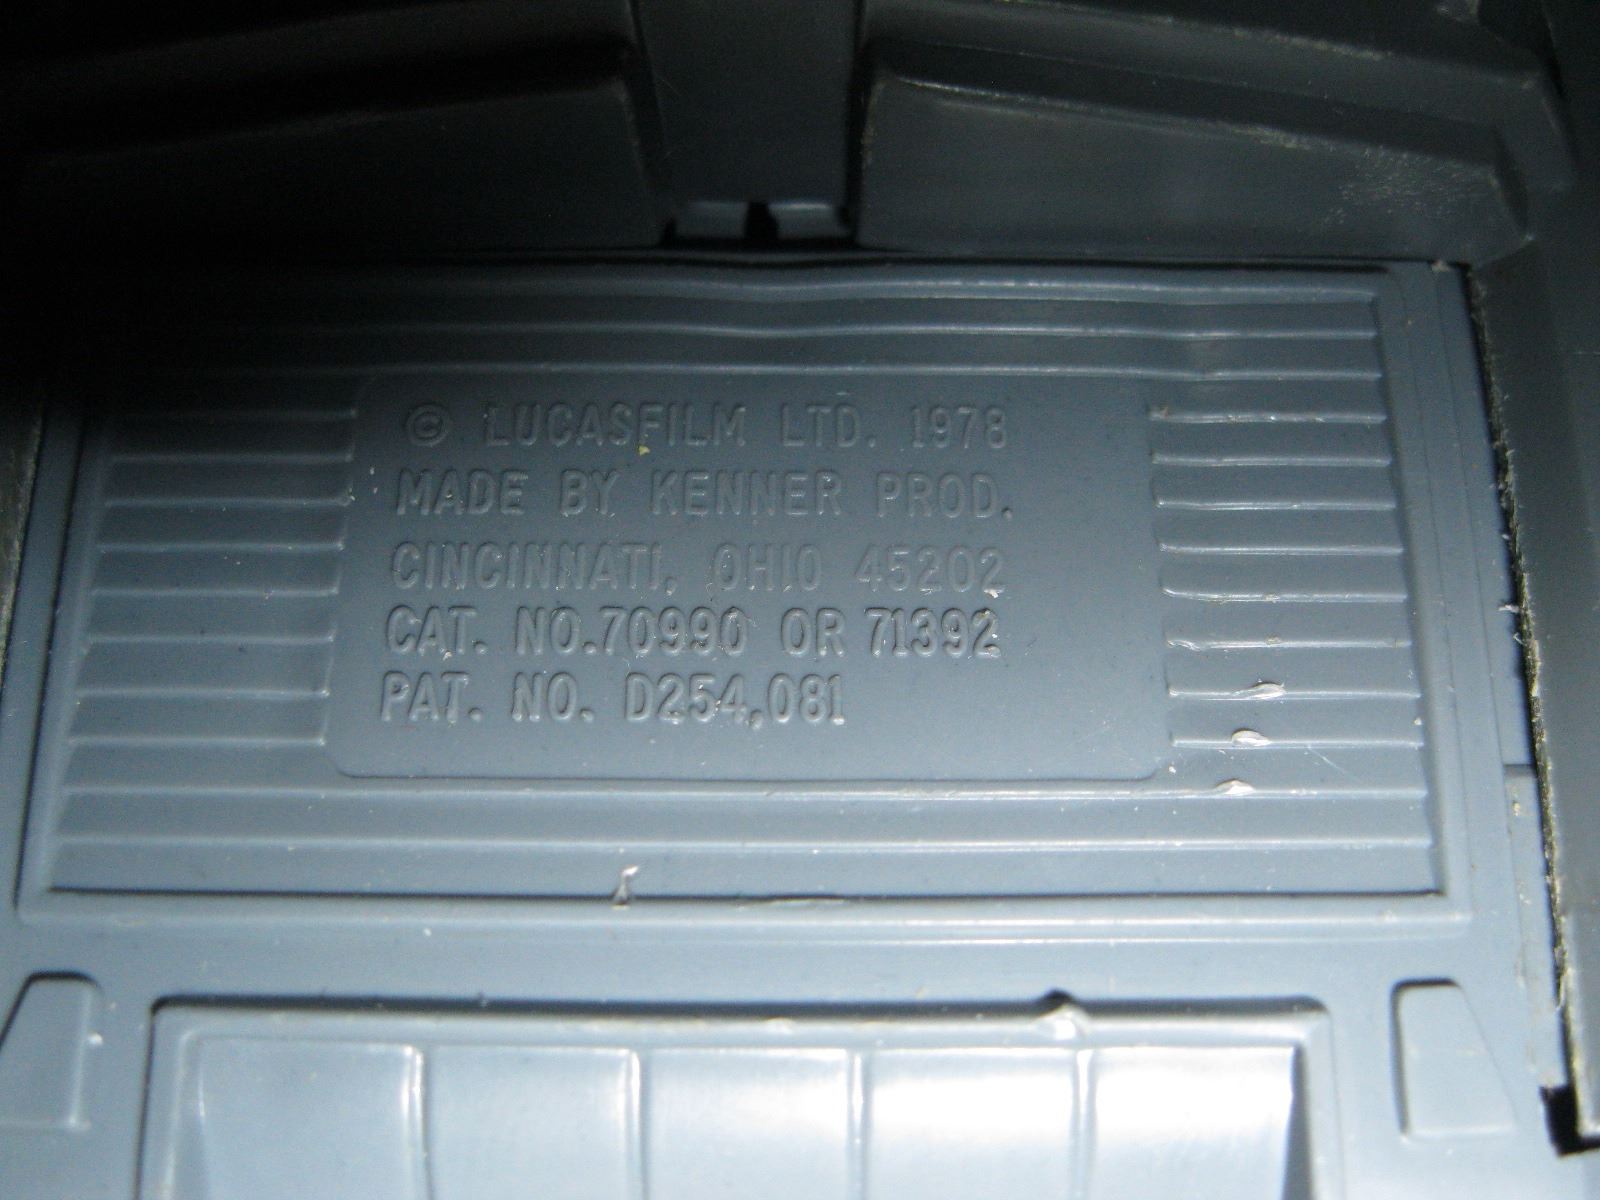 © LUCASFILM LTD. 1978
MADE BY KENNER PROD.
CINCINNATI, OHIO 45202
CAT. NO.70990 OR 71392
PAT. NO. D254,081